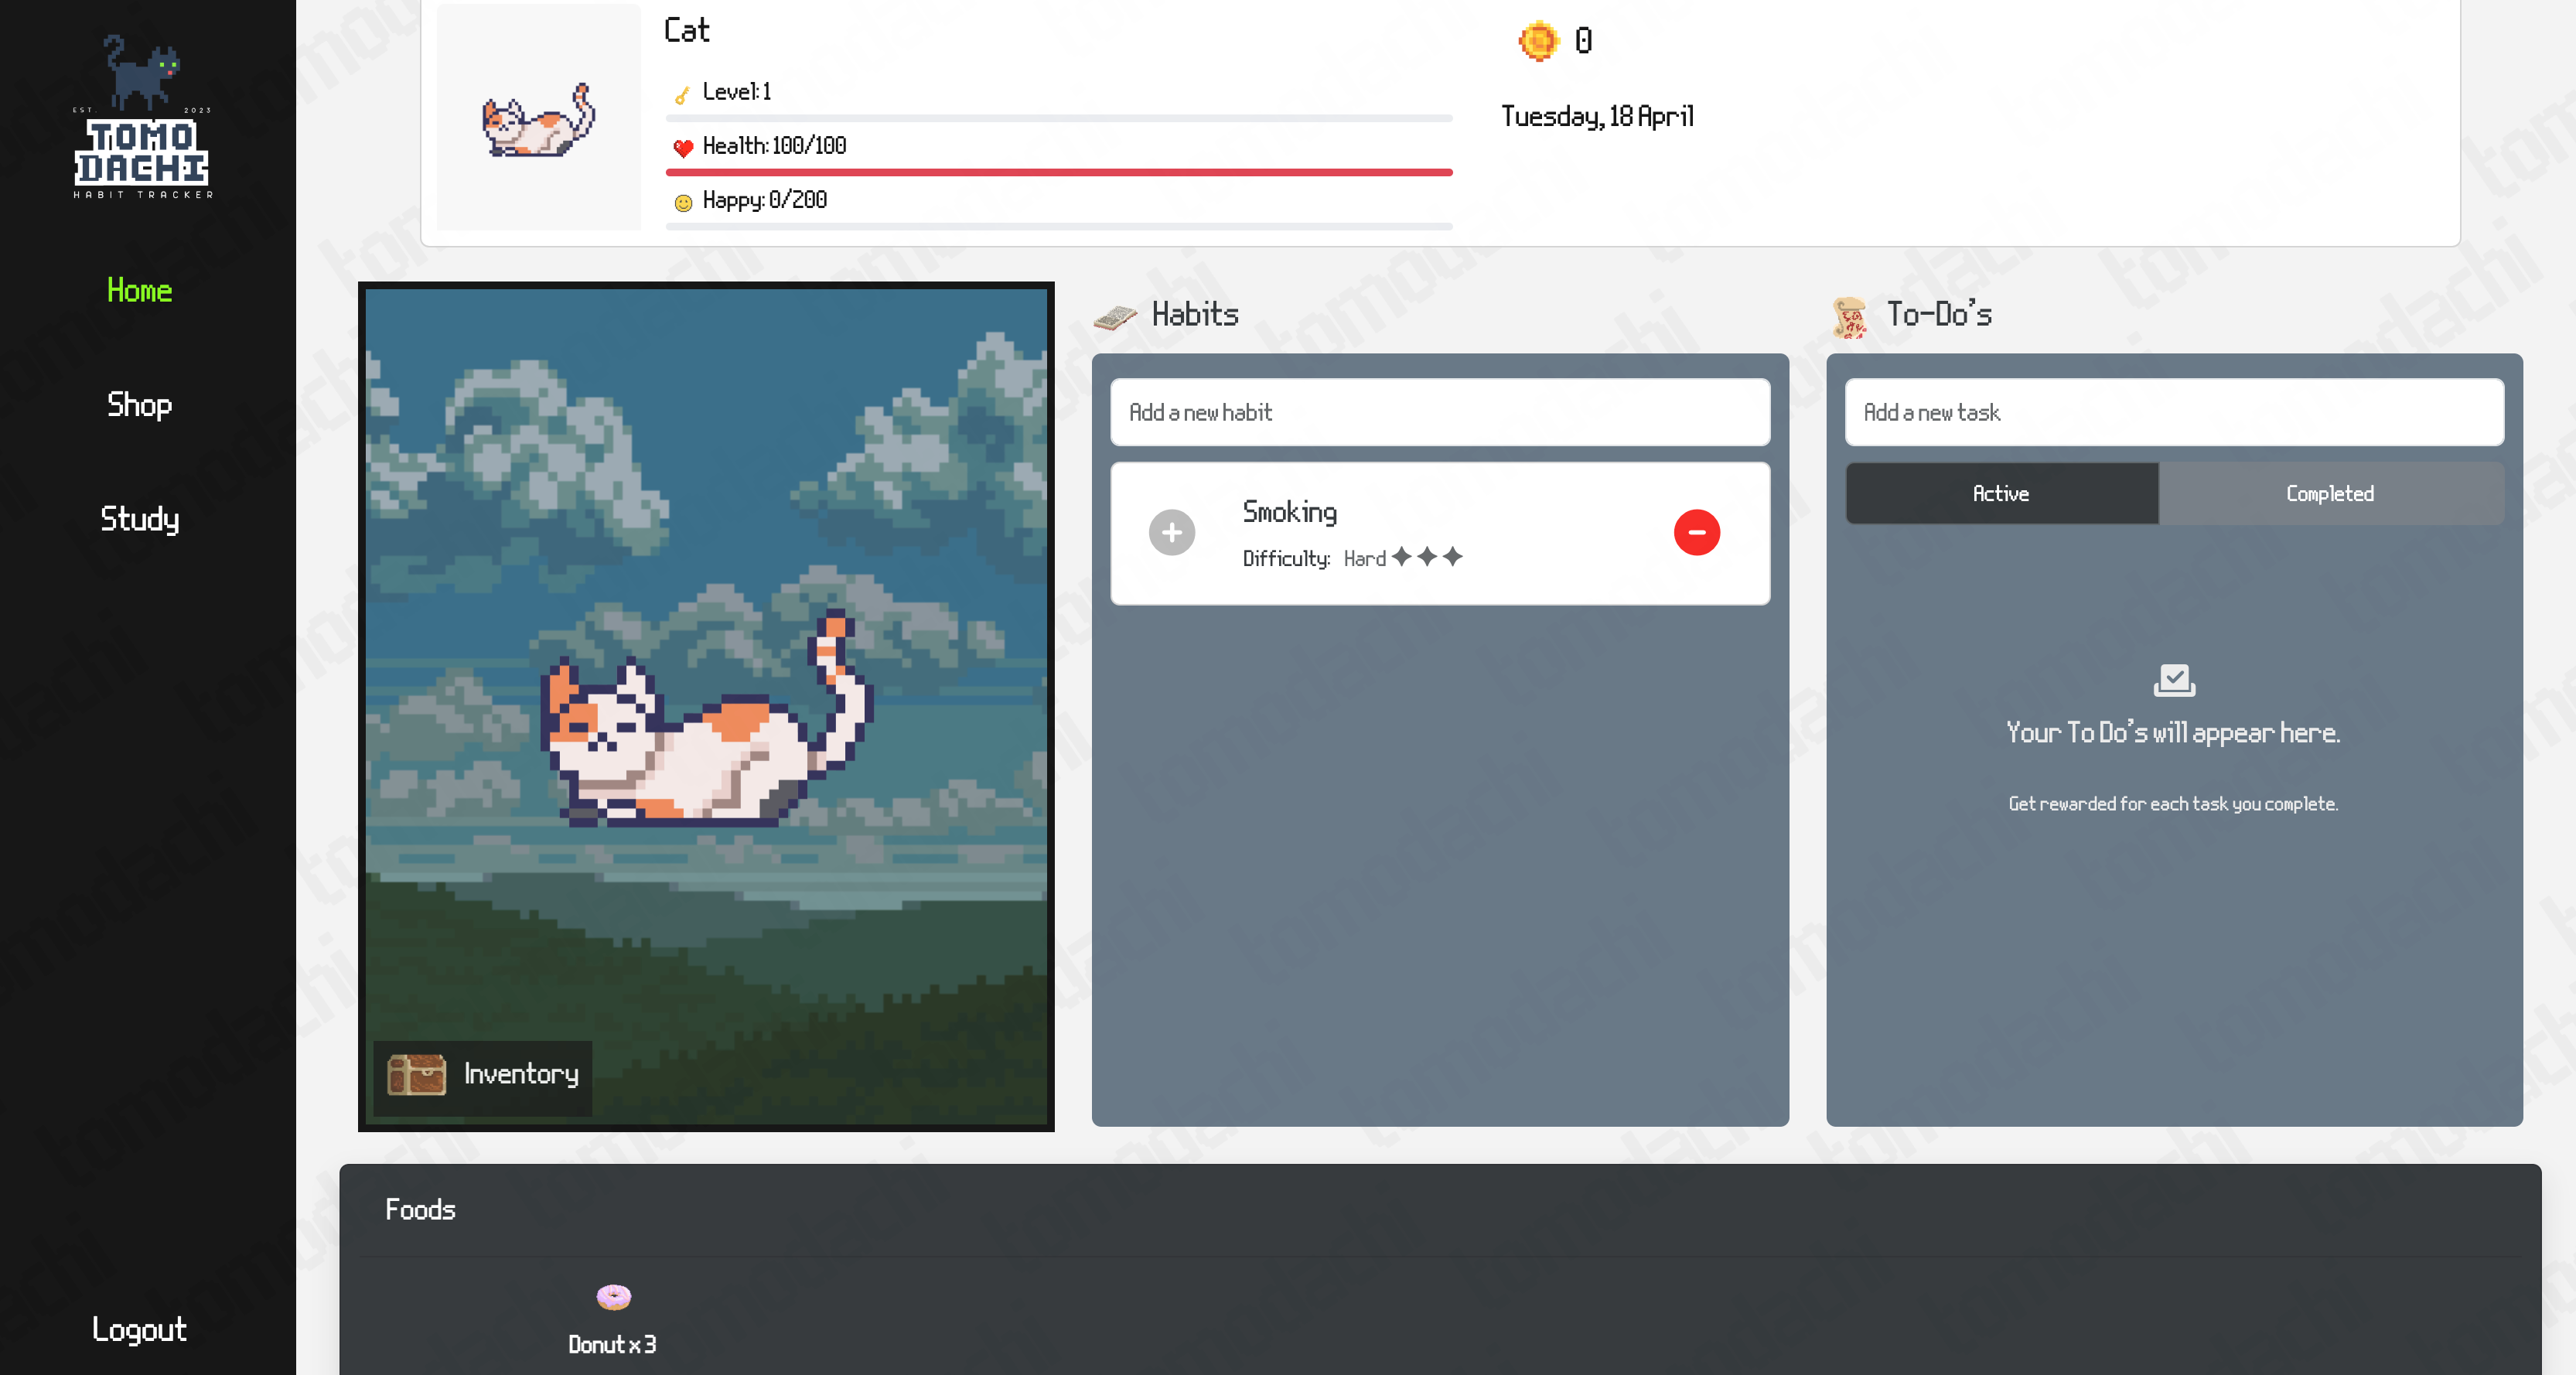 EST. 2023
TOMO
DACHI
HABIT TRACKER
Home
Shop
Study
Logout
Cat
Level: 1
Health: 100/100
Happy: 0/200
0
Tuesday, 18 April
Inventory
Habits
Add a new habit
Smoking
Difficulty: Hard
To-Do's
Add a new task
Active Completed
Your To Do's will appear here.
Get rewarded for each task you complete.
Foods
Donut x 3
tomodachi